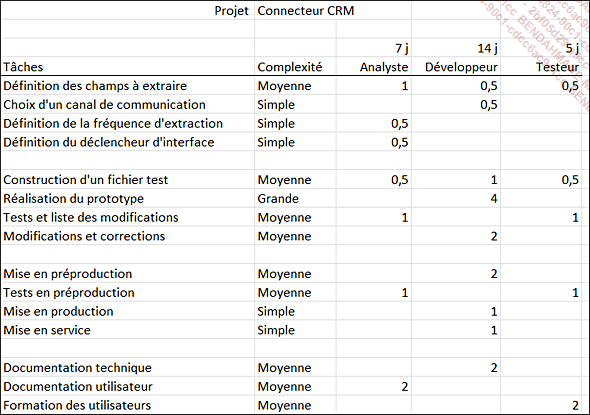 Projet Connecteur CRM
7 j 14 j 5 j
Tâches Complexité Analyste Développeur Testeur
Définition des champs à extraire Moyenne 1 0,5 0,5
Choix d'un canal de communication Simple 0,5
Définition de la fréquence d'extraction Simple 0,5
Définition du déclencheur d'interface Simple 0,5
Construction d'un fichier test Moyenne 0,5 1 0,5
Réalisation du prototype Grande 4
Tests et liste des modifications Moyenne 1 1
Modifications et corrections Moyenne 2
Mise en préproduction Moyenne 2
Tests en préproduction Moyenne 1 1
Mise en production Simple 1
Mise en service Simple 1
Documentation technique Moyenne 2
Documentation utilisateur Moyenne 2
Formation des utilisateurs Moyenne 2